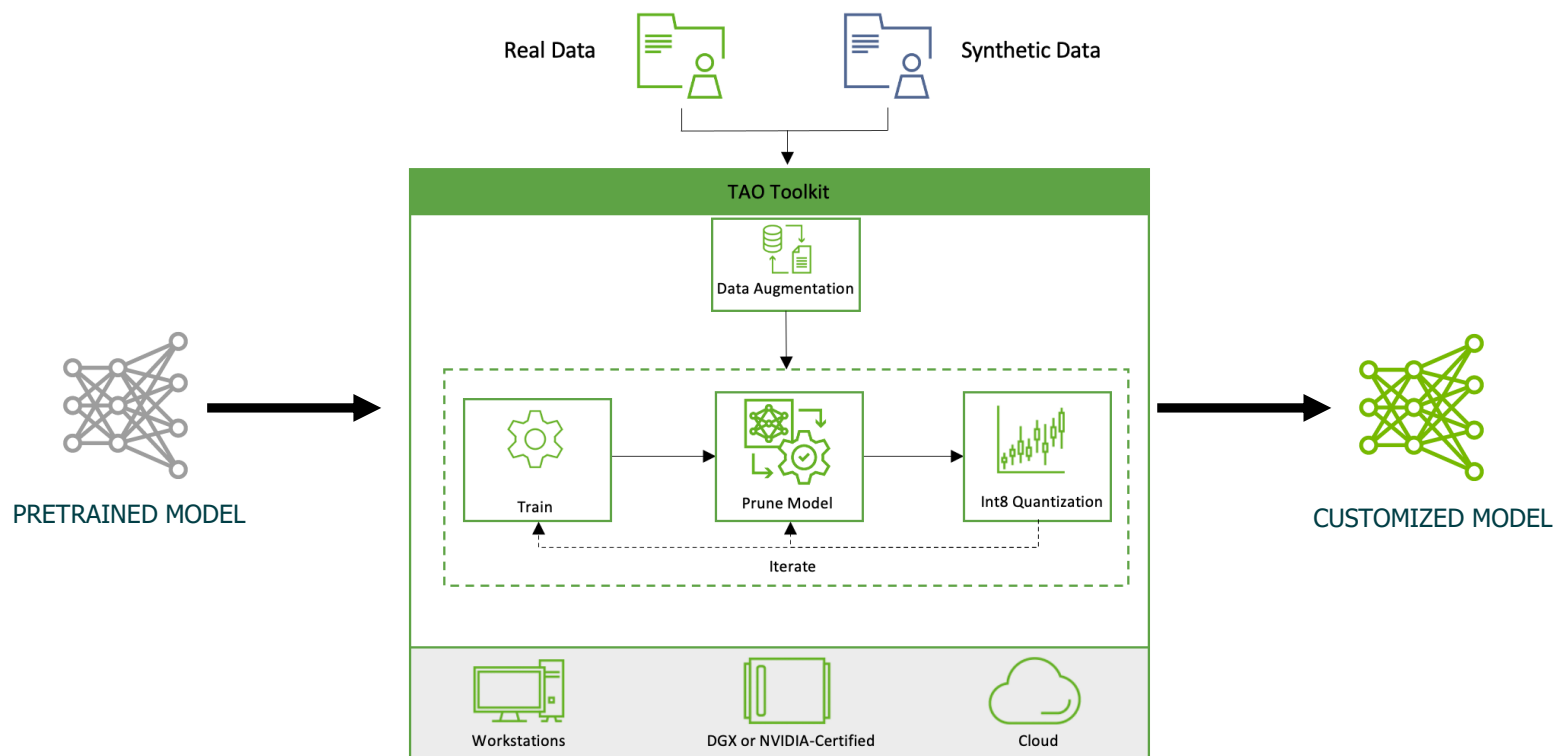 Real Data
Synthetic Data
TAO Toolkit
Data Augmentation
Train
Prune Model
Int8 Quantization
Iterate
PRETRAINED MODEL
CUSTOMIZED MODEL
Workstations
DGX or NVIDIA-Certified
Cloud